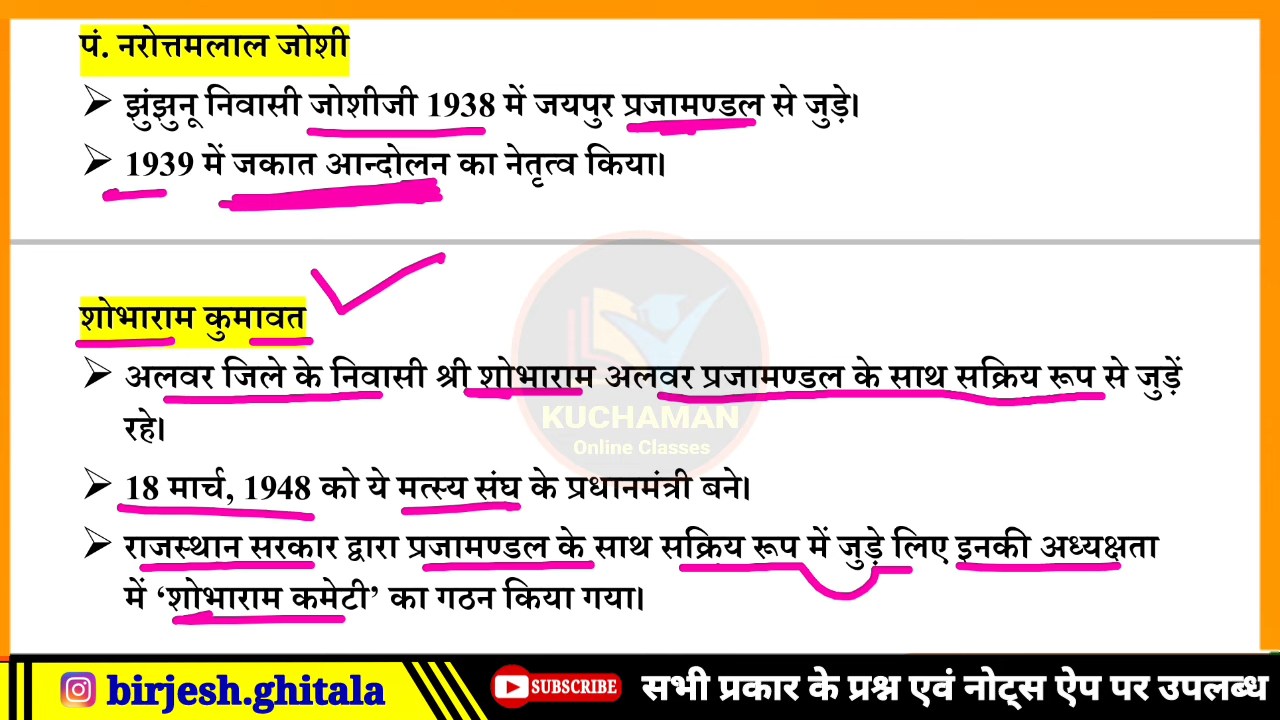 पं. नरोत्तमलाल जोशी
➢ झुंझुनू निवासी जोशीजी 1938 में जयपुर प्रजामण्डल से जुड़े।
➢ 1939 में जकात आन्दोलन का नेतृत्व किया।
शोभाराम कुमावत
➢ अलवर जिले के निवासी श्री शोभाराम अलवर प्रजामण्डल के साथ सक्रिय रूप से जुड़ें
रहे।
KUCHAMAN
Online Classes
➢ 18 मार्च, 1948 को ये मत्स्य संघ के प्रधानमंत्री बने।
➢ राजस्थान सरकार द्वारा प्रजामण्डल के साथ सक्रिय रूप में जुड़े लिए इनकी अध्यक्षता
में ‘शोभाराम कमेटी’ का गठन किया गया।
birjesh.ghitala SUBSCRIBE सभी प्रकार के प्रश्न एवं नोट्स ऐप पर उपलब्ध